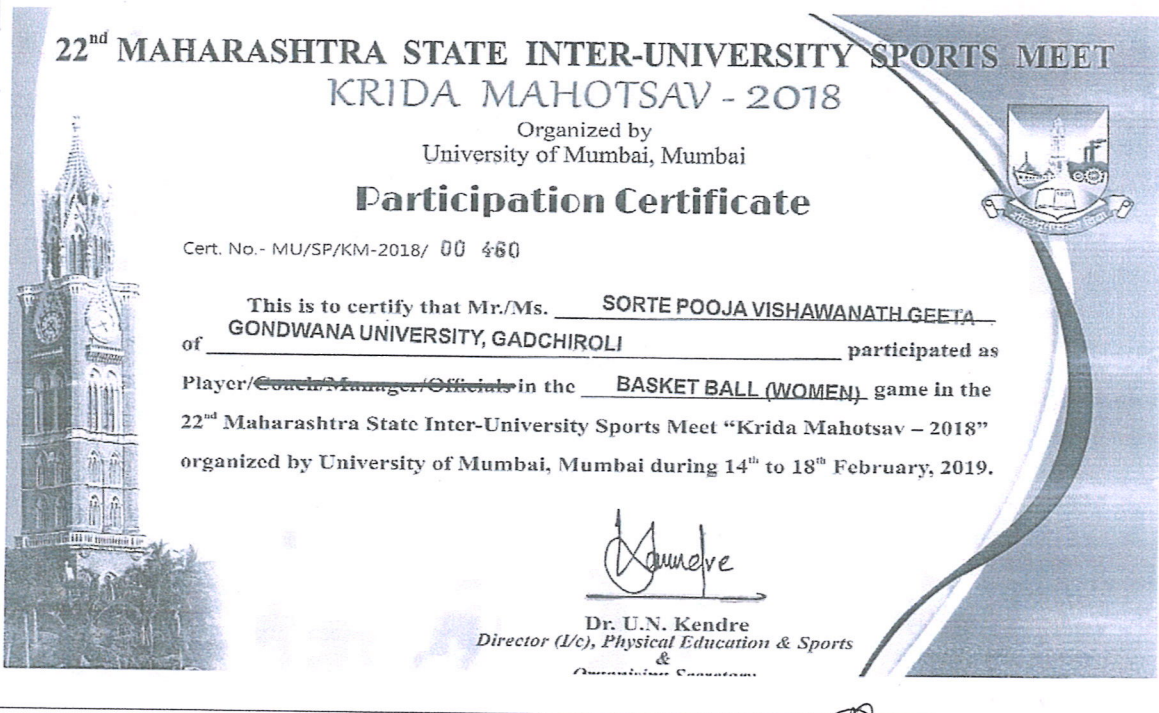 22nd MAHARASHTRA STATE INTER-UNIVERSITY SPORTS MEET
KRIDA MAHOTSAV - 2018
Organized by
University of Mumbai, Mumbai
Participation Certificate
Cert. No.- MU/SP/KM-2018/ 00 460
This is to certify that Mr./Ms. SORTE POOJA VISHAWANATH GEETA
of GONDWANA UNIVERSITY, GADCHIROLI participated as
Player/Coach/Manager/Officials in the BASKET BALL (WOMEN) game in the
22nd Maharashtra State Inter-University Sports Meet “Krida Mahotsav – 2018”
organized by University of Mumbai, Mumbai during 14th to 18th February, 2019.
Dr. U.N. Kendre
Director (I/c), Physical Education & Sports
&
Organising Secretary